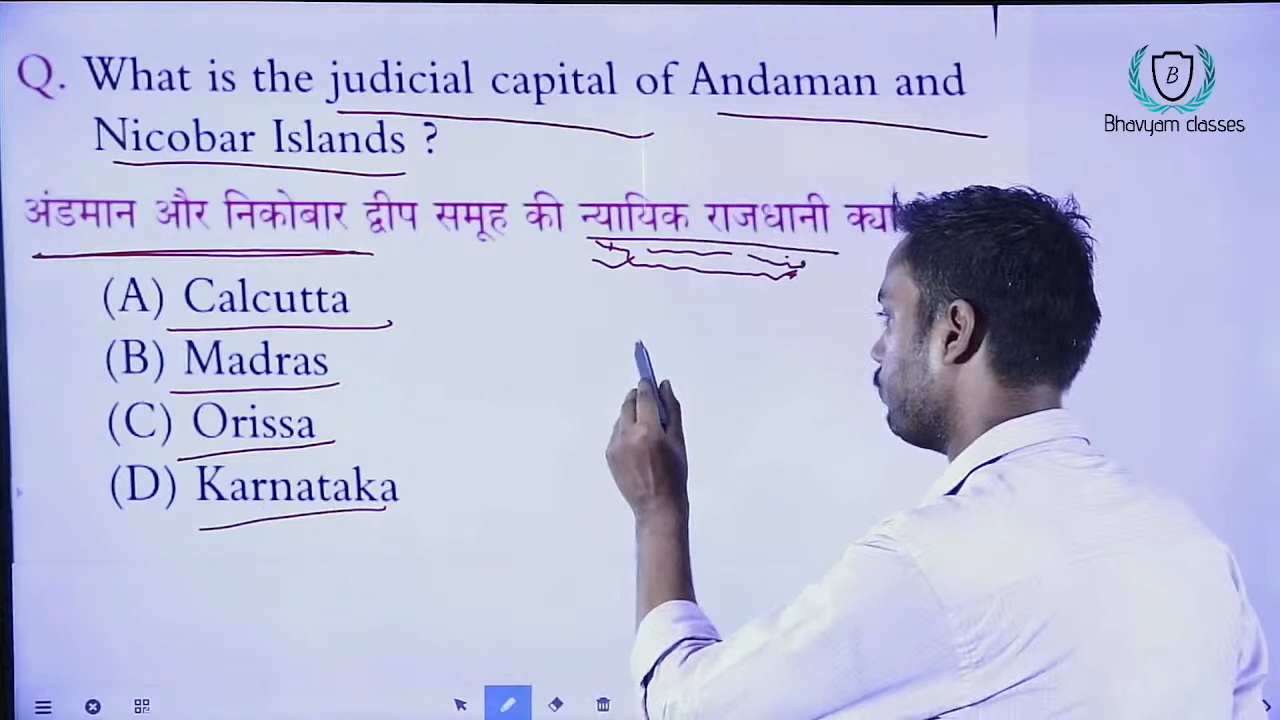 Q. What is the judicial capital of Andaman and
Nicobar Islands ?
अंडमान और निकोबार द्वीप समूह की न्यायिक राजधानी क्या
(A) Calcutta
(B) Madras
(C) Orissa
(D) Karnataka
B
Bhavyam classes